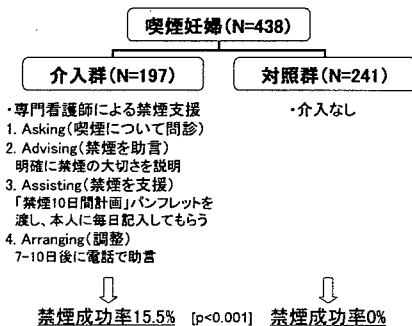 喫煙妊婦(N=438)
介入群(N=197)
対照群(N=241)
・専門看護師による禁煙支援
1. Asking(喫煙について問診)
2. Advising(禁煙を助言)
明確に禁煙の大切さを説明
3. Assisting(禁煙を支援)
「禁煙10日間計画」パンフレットを
渡し、本人に毎日記入してもらう
4. Arranging(調整)
7-10日後に電話で助言
・介入なし
禁煙成功率15.5% [p<0.001] 禁煙成功率0%